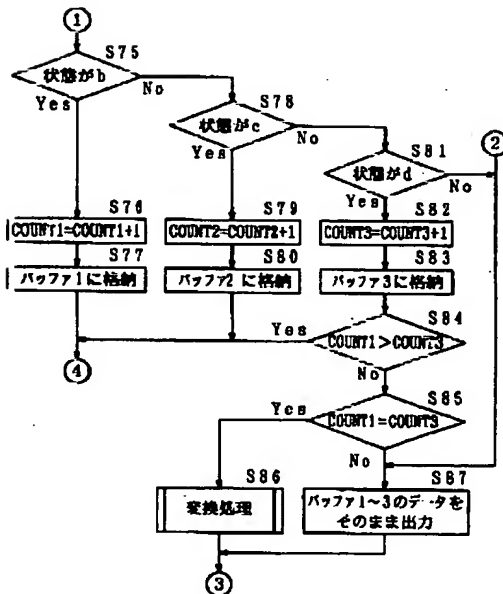 ①
S75
状態がb
Yes
No
S78
状態がc
Yes
No
②
S81
状態がd
Yes
No
S76
COUNT1=COUNT1+1
S79
COUNT2=COUNT2+1
S82
COUNT3=COUNT3+1
S77
バッファ1に格納
S80
バッファ2に格納
S83
バッファ3に格納
S84
COUNT1>COUNT3
Yes
No
④
S85
COUNT1=COUNT3
Yes
No
S86
変換処理
S87
バッファ1~3のデータを
そのまま出力
③